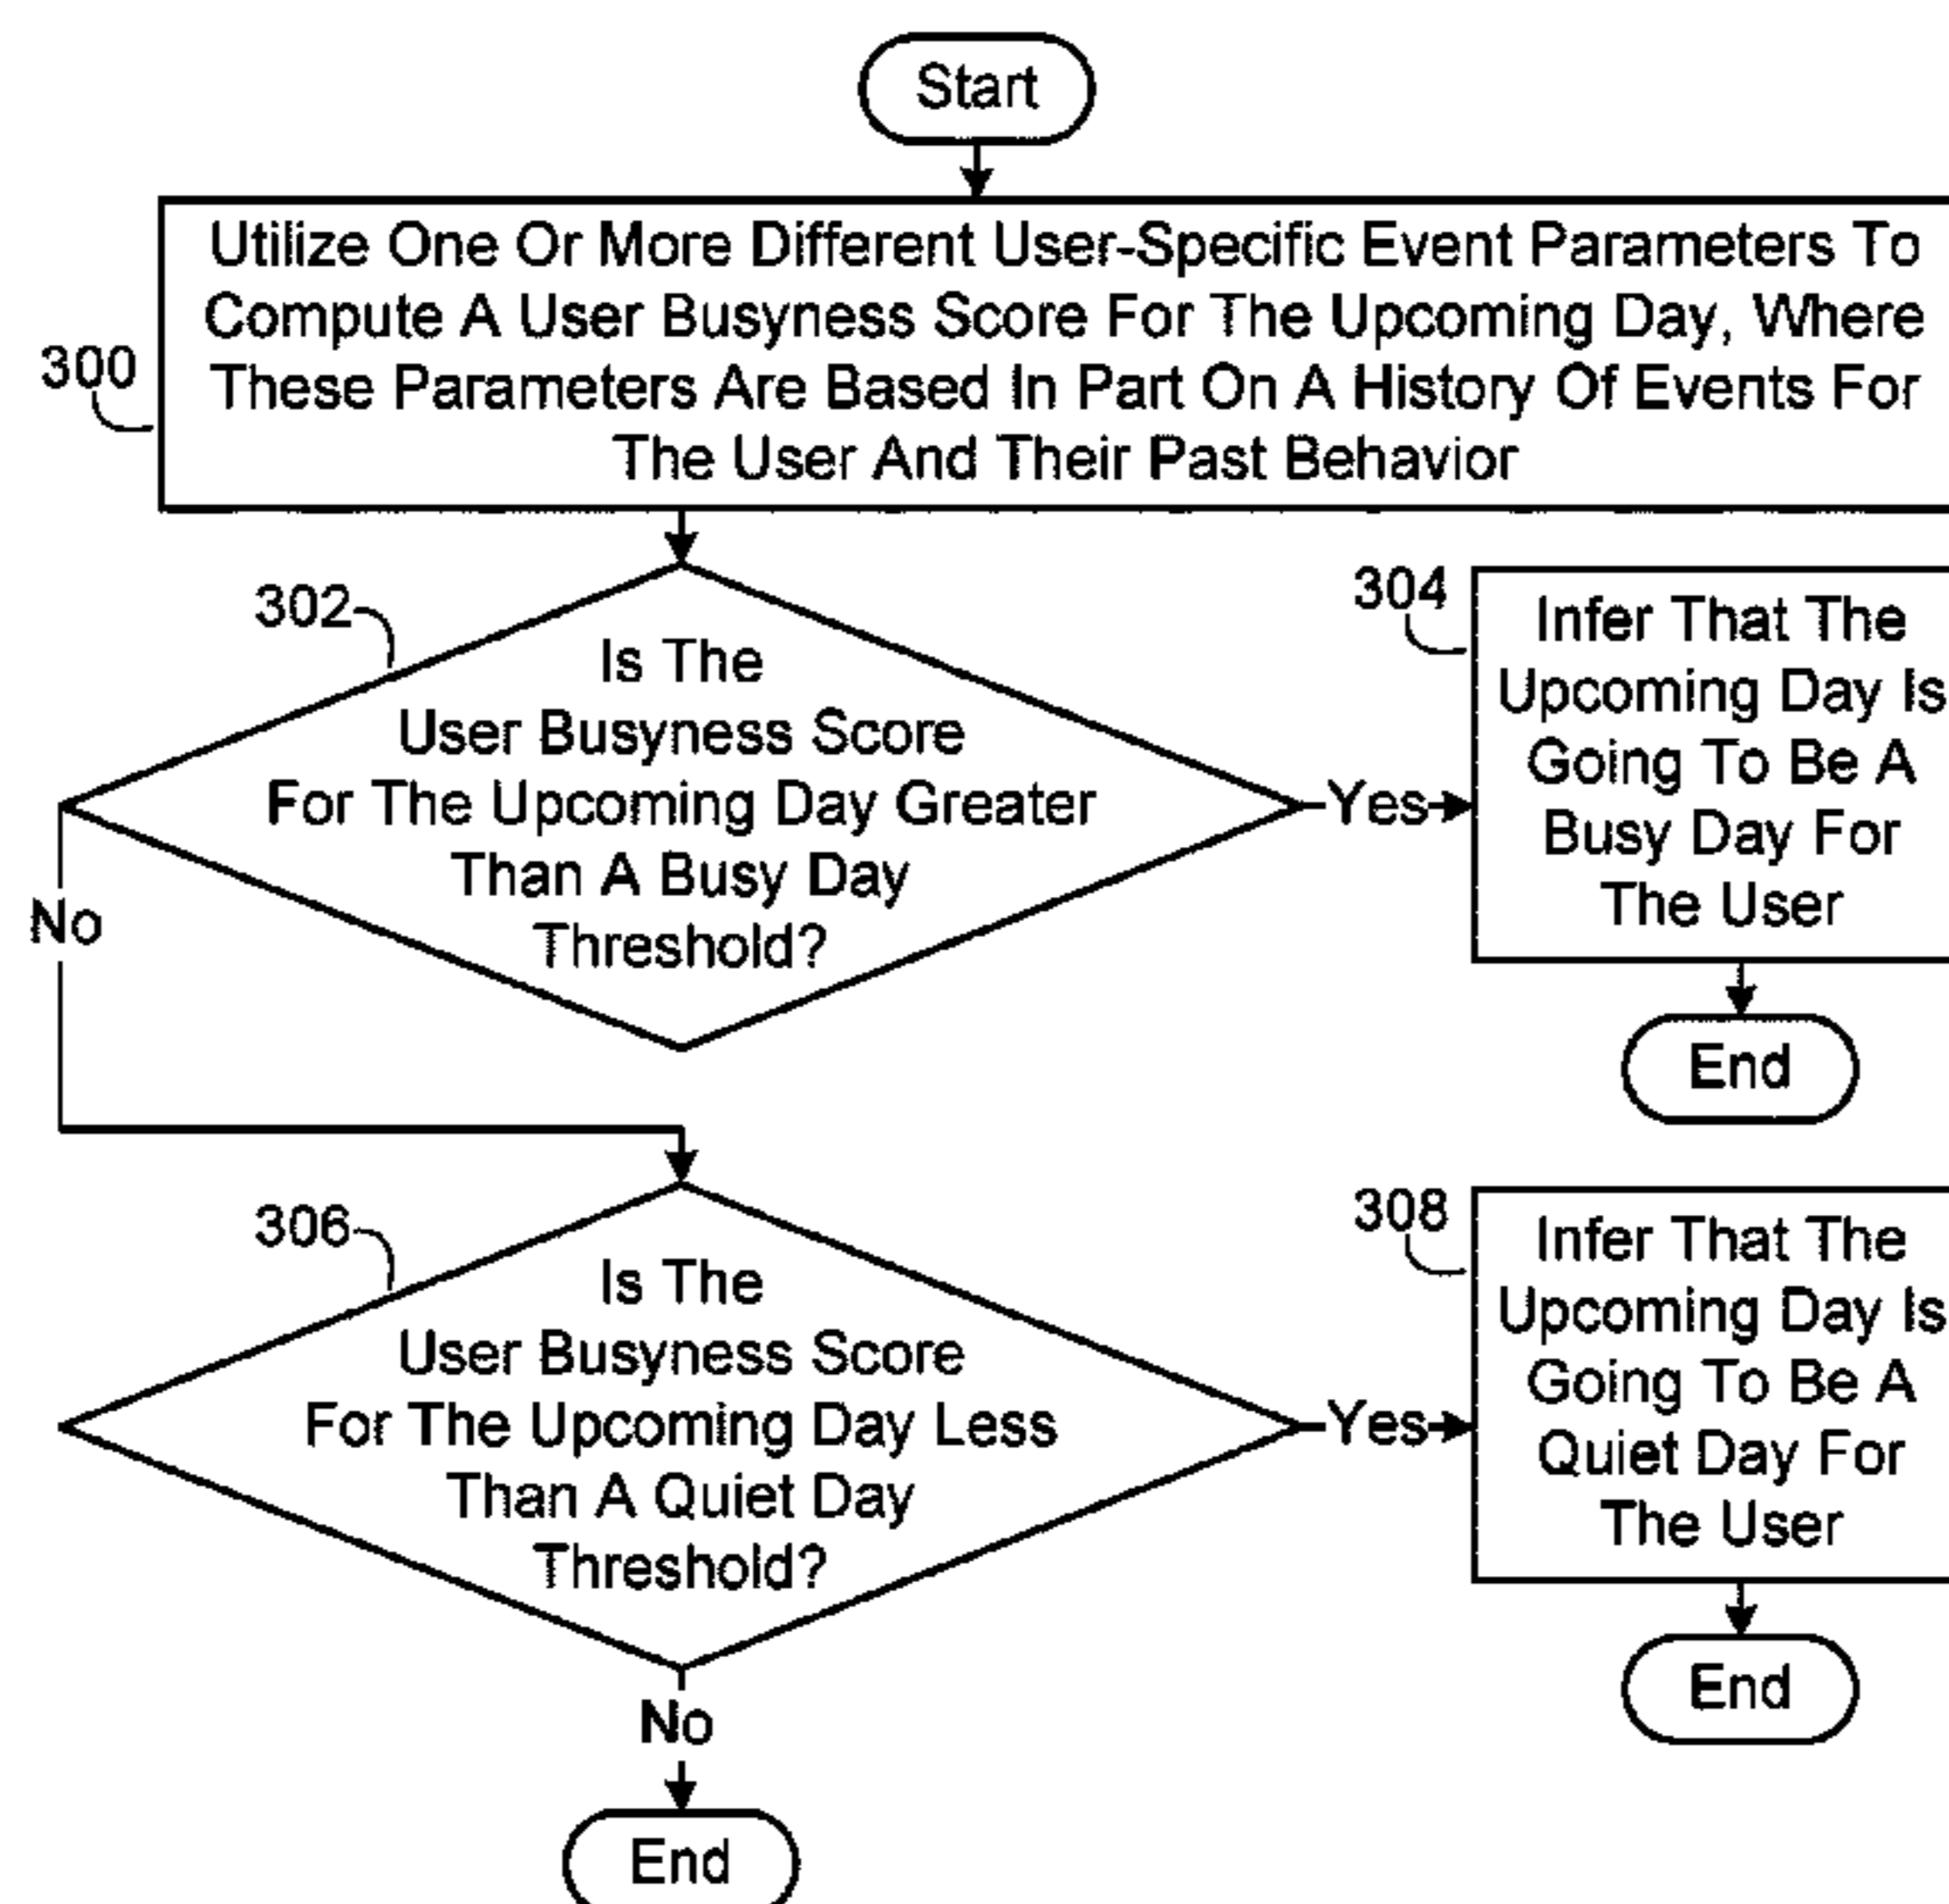 Start
Utilize One Or More Different User-Specific Event Parameters To
Compute A User Busyness Score For The Upcoming Day, Where
These Parameters Are Based In Part On A History Of Events For
The User And Their Past Behavior
300
302
Is The
User Busyness Score
For The Upcoming Day Greater
Than A Busy Day
Threshold?
Yes
304
Infer That The
Upcoming Day Is
Going To Be A
Busy Day For
The User
End
No
306
Is The
User Busyness Score
For The Upcoming Day Less
Than A Quiet Day
Threshold?
Yes
308
Infer That The
Upcoming Day Is
Going To Be A
Quiet Day For
The User
End
No
End